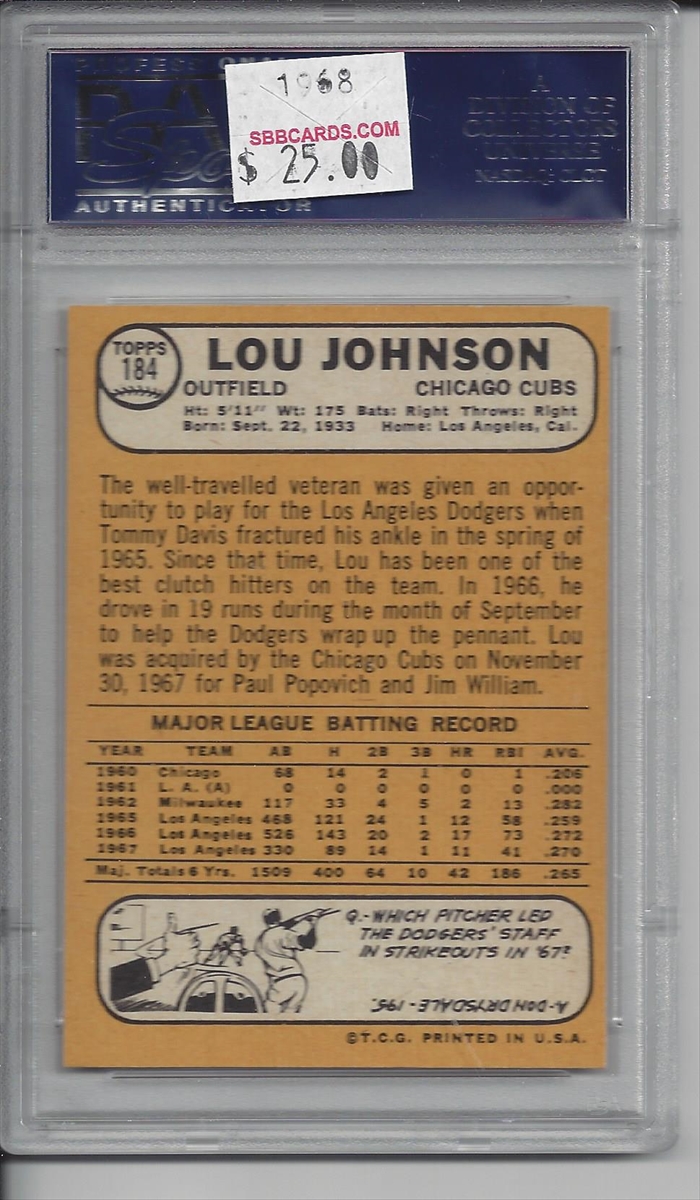 PROFESSIONAL
1968
SBBCARDS.COM
$ 25.00
AUTHENTICATOR
A
DIVISION OF
COLLECTORS
UNIVERSE
NASDAQ: CLCT
TOPPS
184
LOU JOHNSON
OUTFIELD CHICAGO CUBS
Ht: 5'11" Wt: 175 Bats: Right Throws: Right
Born: Sept. 22, 1933 Home: Los Angeles, Cal.
The well-travelled veteran was given an oppor-
tunity to play for the Los Angeles Dodgers when
Tommy Davis fractured his ankle in the spring of
1965. Since that time, Lou has been one of the
best clutch hitters on the team. In 1966, he
drove in 19 runs during the month of September
to help the Dodgers wrap up the pennant. Lou
was acquired by the Chicago Cubs on November
30, 1967 for Paul Popovich and Jim William.
MAJOR LEAGUE BATTING RECORD
YEAR TEAM AB H 2B 3B HR RBI AVG.
1960 Chicago 68 14 2 1 0 1 .206
1961 L. A. (A) 0 0 0 0 0 0 .000
1962 Milwaukee 117 33 4 5 2 13 .282
1965 Los Angeles 468 121 24 1 12 58 .259
1966 Los Angeles 526 143 20 2 17 73 .272
1967 Los Angeles 330 89 14 1 11 41 .270
Maj. Totals 6 Yrs. 1509 400 64 10 42 186 .265
Q.-WHICH PITCHER LED
THE DODGERS' STAFF
IN STRIKEOUTS IN '67?
A-DON DRYSDALE-196.
©T.C.G. PRINTED IN U.S.A.